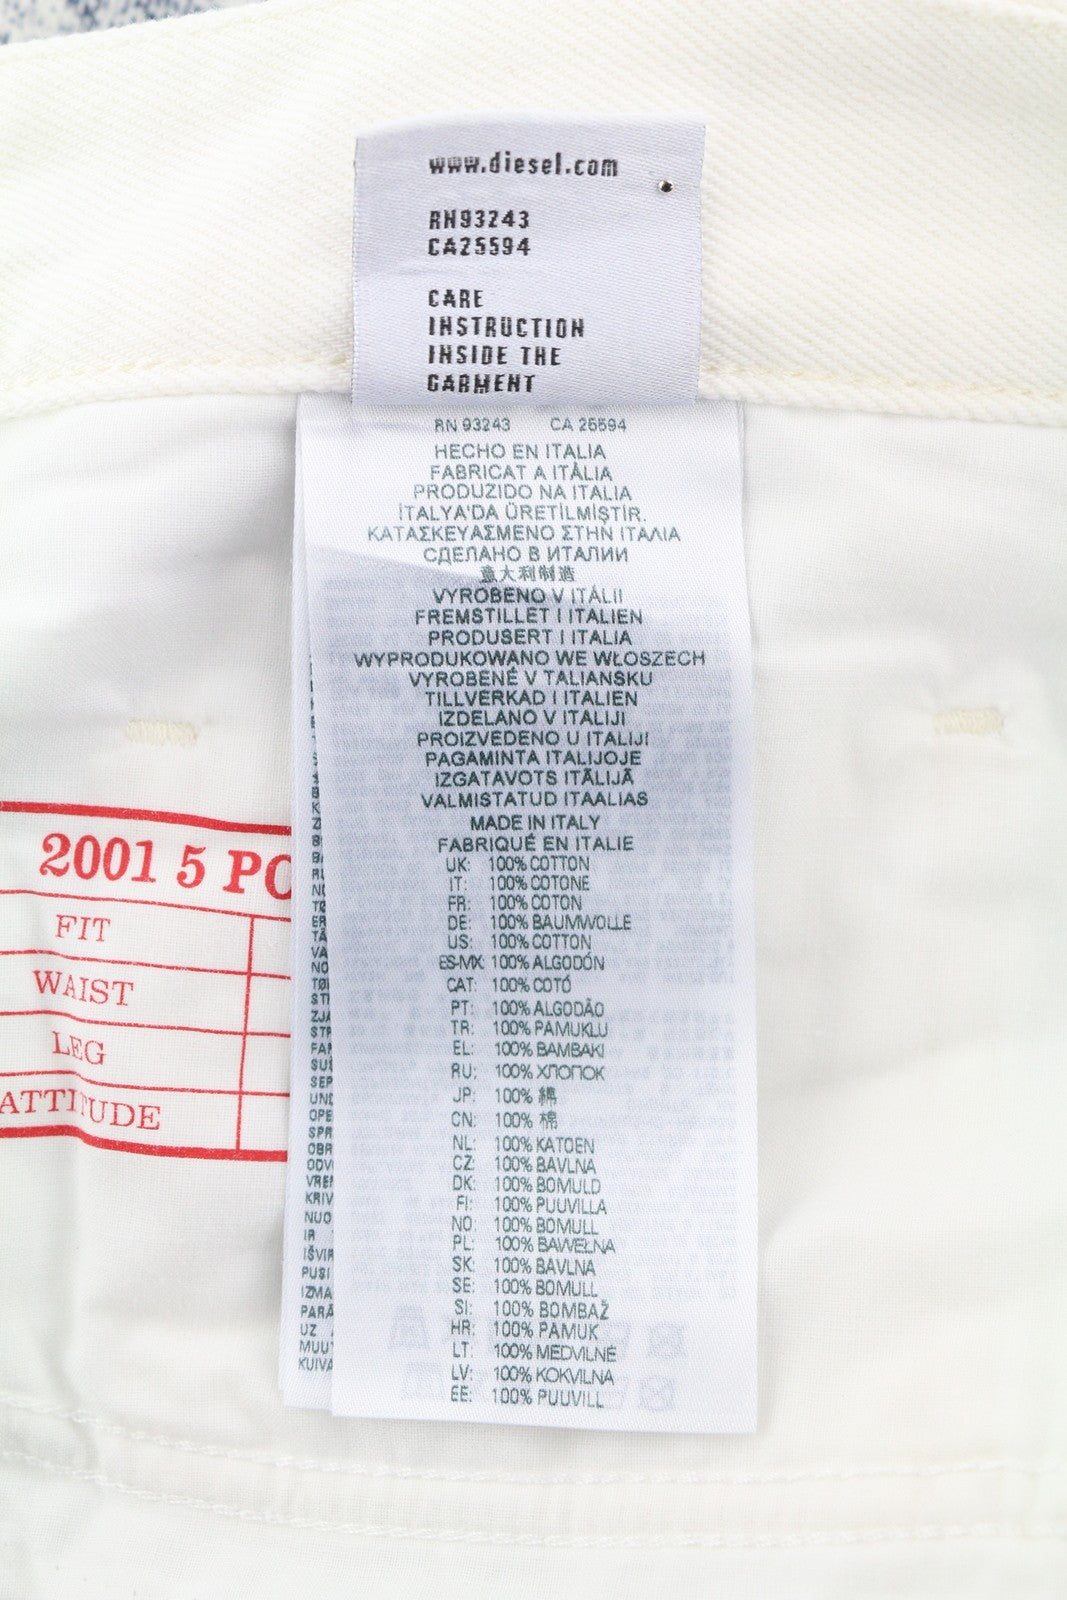 www.diesel.com
RN93243
CA25594
CARE
INSTRUCTION
INSIDE THE
GARMENT
RN 93243 CA 25594
HECHO EN ITALIA
FABRICAT A ITÀLIA
PRODUZIDO NA ITALIA
İTALYA'DA ÜRETİLMİŞTİR.
ΚΑΤΑΣΚΕΥΑΣΜΕΝΟ ΣΤΗΝ ΙΤΑΛΙΑ
СДЕЛАНО В ИТАЛИИ
意大利制造
VYROBENO V ITÁLII
FREMSTILLET I ITALIEN
PRODUSERT I ITALIA
WYPRODUKOWANO WE WŁOSZECH
VYROBENÉ V TALIANSKU
TILLVERKAD I ITALIEN
IZDELANO V ITALIJI
PROIZVEDENO U ITALIJI
PAGAMINTA ITALIJOJE
IZGATAVOTS ITĀLIJĀ
VALMISTATUD ITAALIAS
MADE IN ITALY
FABRIQUÉ EN ITALIE
UK: 100% COTTON
IT: 100% COTONE
FR: 100% COTON
DE: 100% BAUMWOLLE
US: 100% COTTON
ES-MX: 100% ALGODÓN
CAT: 100% COTÓ
PT: 100% ALGODÃO
TR: 100% PAMUKLU
EL: 100% ΒΑΜΒΑΚΙ
RU: 100% ХЛОПОК
JP: 100% 綿
CN: 100% 棉
NL: 100% KATOEN
CZ: 100% BAVLNA
DK: 100% BOMULD
FI: 100% PUUVILLA
NO: 100% BOMULL
PL: 100% BAWEŁNA
SK: 100% BAVLNA
SE: 100% BOMULL
SI: 100% BOMBAŽ
HR: 100% PAMUK
LT: 100% MEDVILNĖ
LV: 100% KOKVILNA
EE: 100% PUUVILL
2001 5 PO
FIT
WAIST
LEG
ATTITUDE